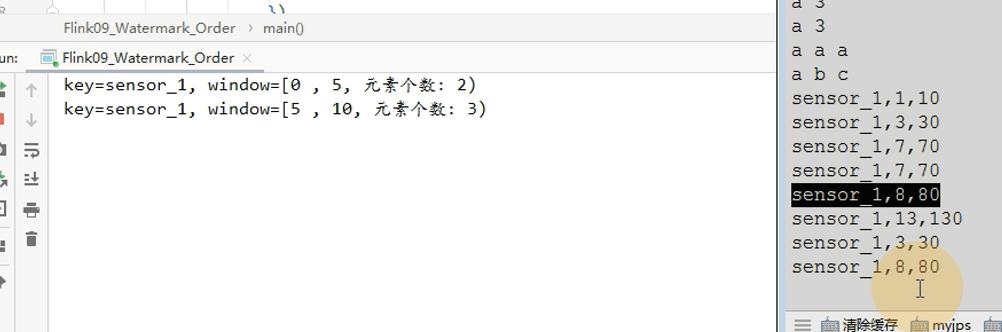 })
Flink09_Watermark_Order > main()
un: Flink09_Watermark_Order ×
key=sensor_1, window=[0 , 5, 元素个数: 2)
key=sensor_1, window=[5 , 10, 元素个数: 3)
a 3
a 3
a a a
a b c
sensor_1,1,10
sensor_1,3,30
sensor_1,7,70
sensor_1,7,70
sensor_1,8,80
sensor_1,13,130
sensor_1,3,30
sensor_1,8,80
清除缓存 myjps